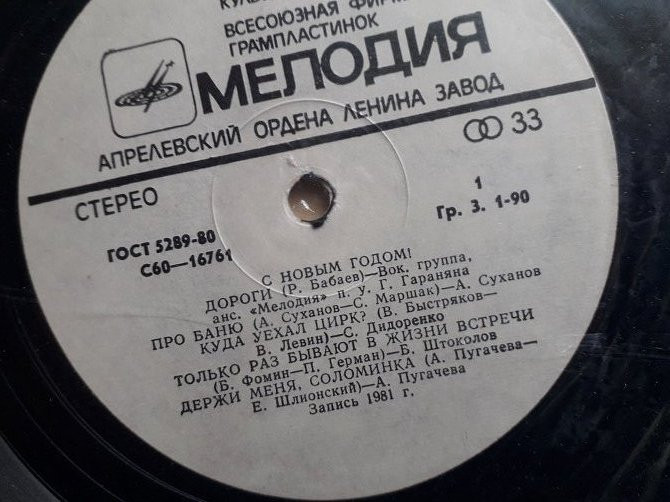 ВСЕСОЮЗНАЯ ФИРМ
ГРАМПЛАСТИНОК
МЕЛОДИЯ
АПРЕЛЕВСКИЙ ОРДЕНА ЛЕНИНА ЗАВОД
СТЕРЕО
33
ГОСТ 5289-80
С60—16761
1
Гр. 3. 1-90
С НОВЫМ ГОДОМ!
ДОРОГИ (Р. Бабаев)—Вок. группа,
анс. «Мелодия» п. у. Г. Гараняна
ПРО БАНЮ (А. Суханов—С. Маршак)—А. Суханов
КУДА УЕХАЛ ЦИРК? (В. Быстряков—
В. Левин)—С. Дидоренко
ТОЛЬКО РАЗ БЫВАЮТ В ЖИЗНИ ВСТРЕЧИ
(Б. Фомин—П. Герман)—Б. Штоколов
ДЕРЖИ МЕНЯ, СОЛОМИНКА (А. Пугачева—
Е. Шлионский)—А. Пугачева
Запись 1981 г.